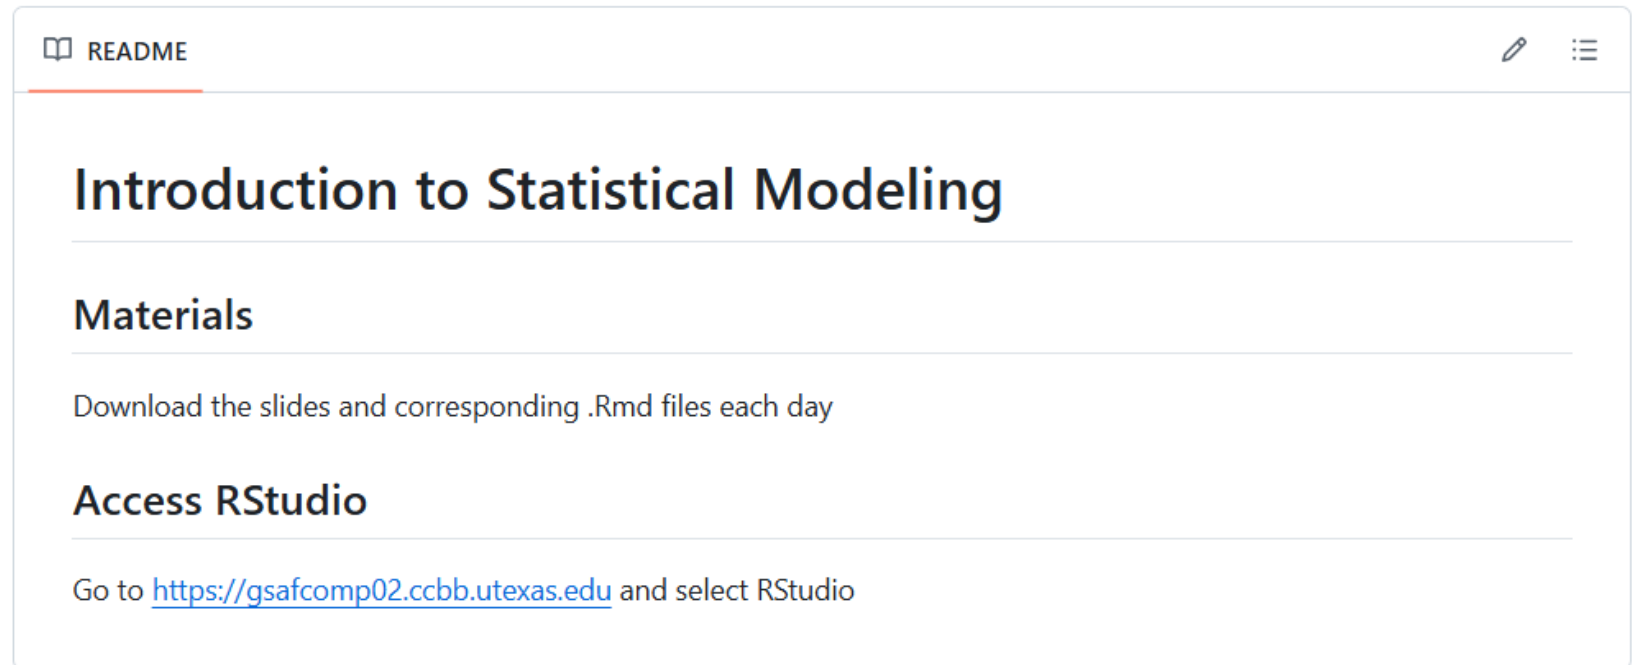 README
Introduction to Statistical Modeling
Materials
Download the slides and corresponding .Rmd files each day
Access RStudio
Go to https://gsafcomp02.ccbb.utexas.edu and select RStudio